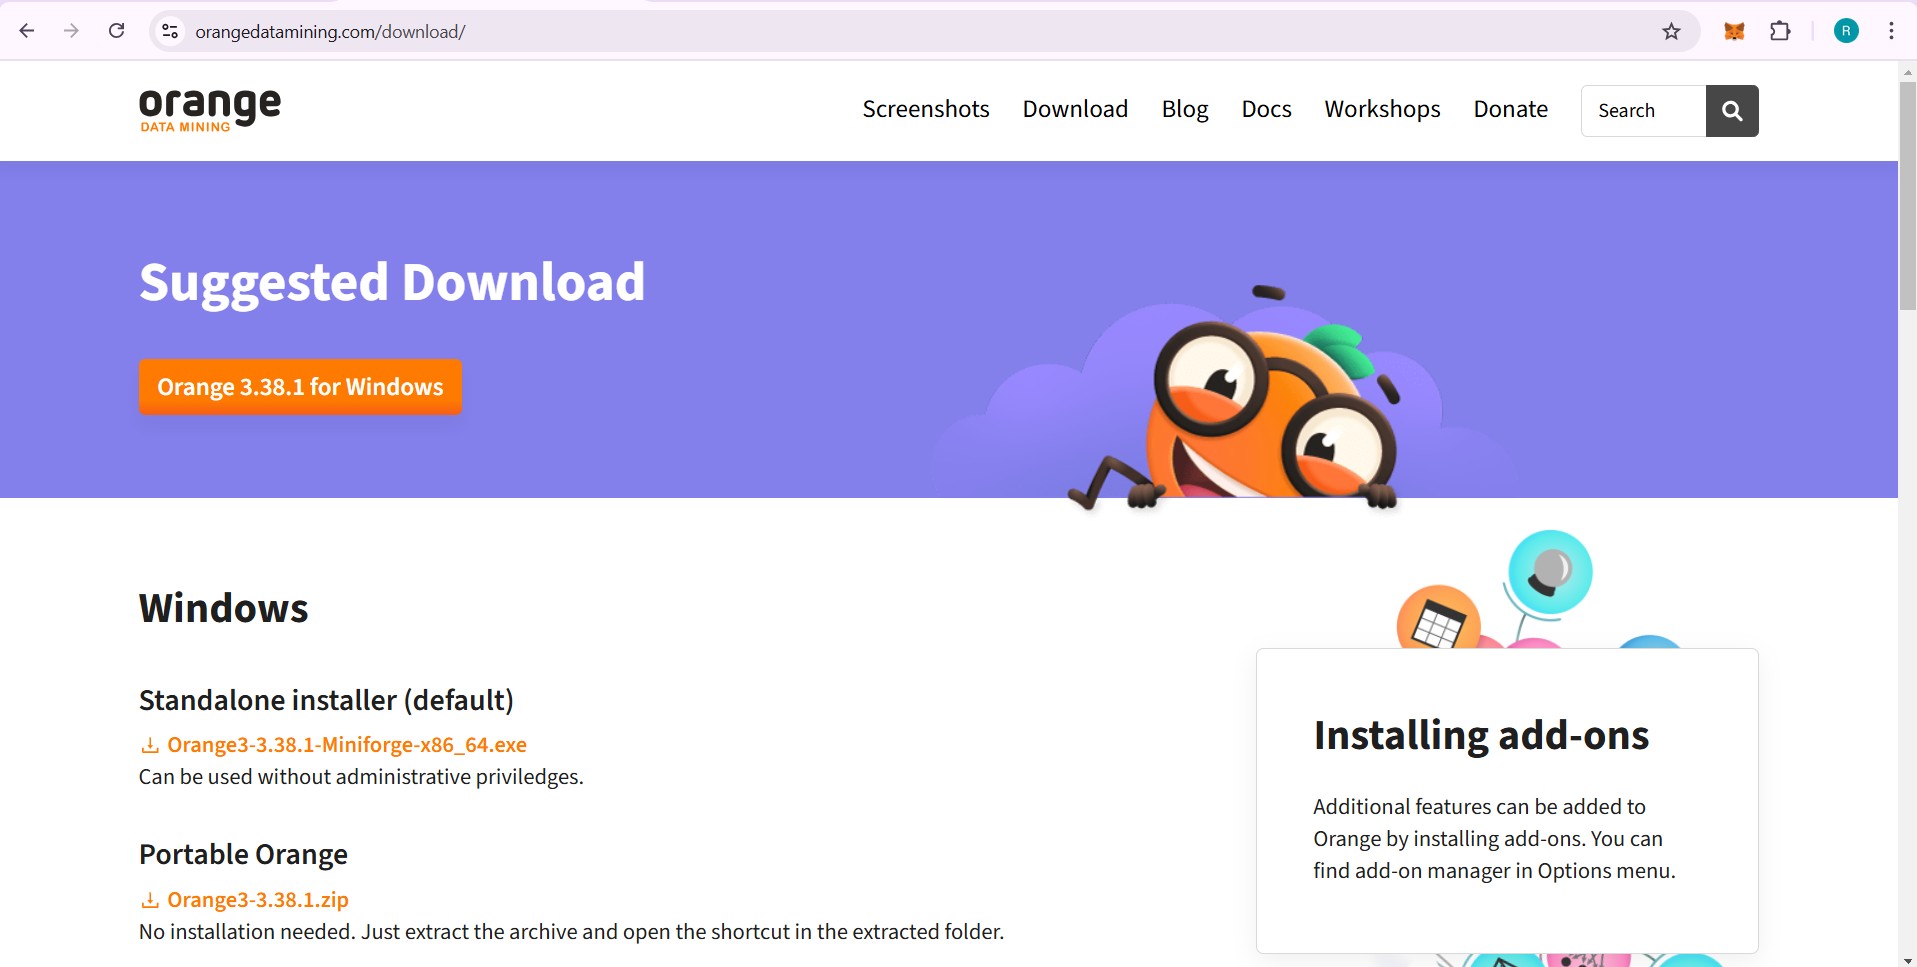 orangedatamining.com/download/
R
orange
DATA MINING
Screenshots
Download
Blog
Docs
Workshops
Donate
Search
Suggested Download
Orange 3.38.1 for Windows
Windows
Standalone installer (default)
Orange3-3.38.1-Miniforge-x86_64.exe
Can be used without administrative priviledges.
Portable Orange
Orange3-3.38.1.zip
No installation needed. Just extract the archive and open the shortcut in the extracted folder.
Installing add-ons
Additional features can be added to
Orange by installing add-ons. You can
find add-on manager in Options menu.